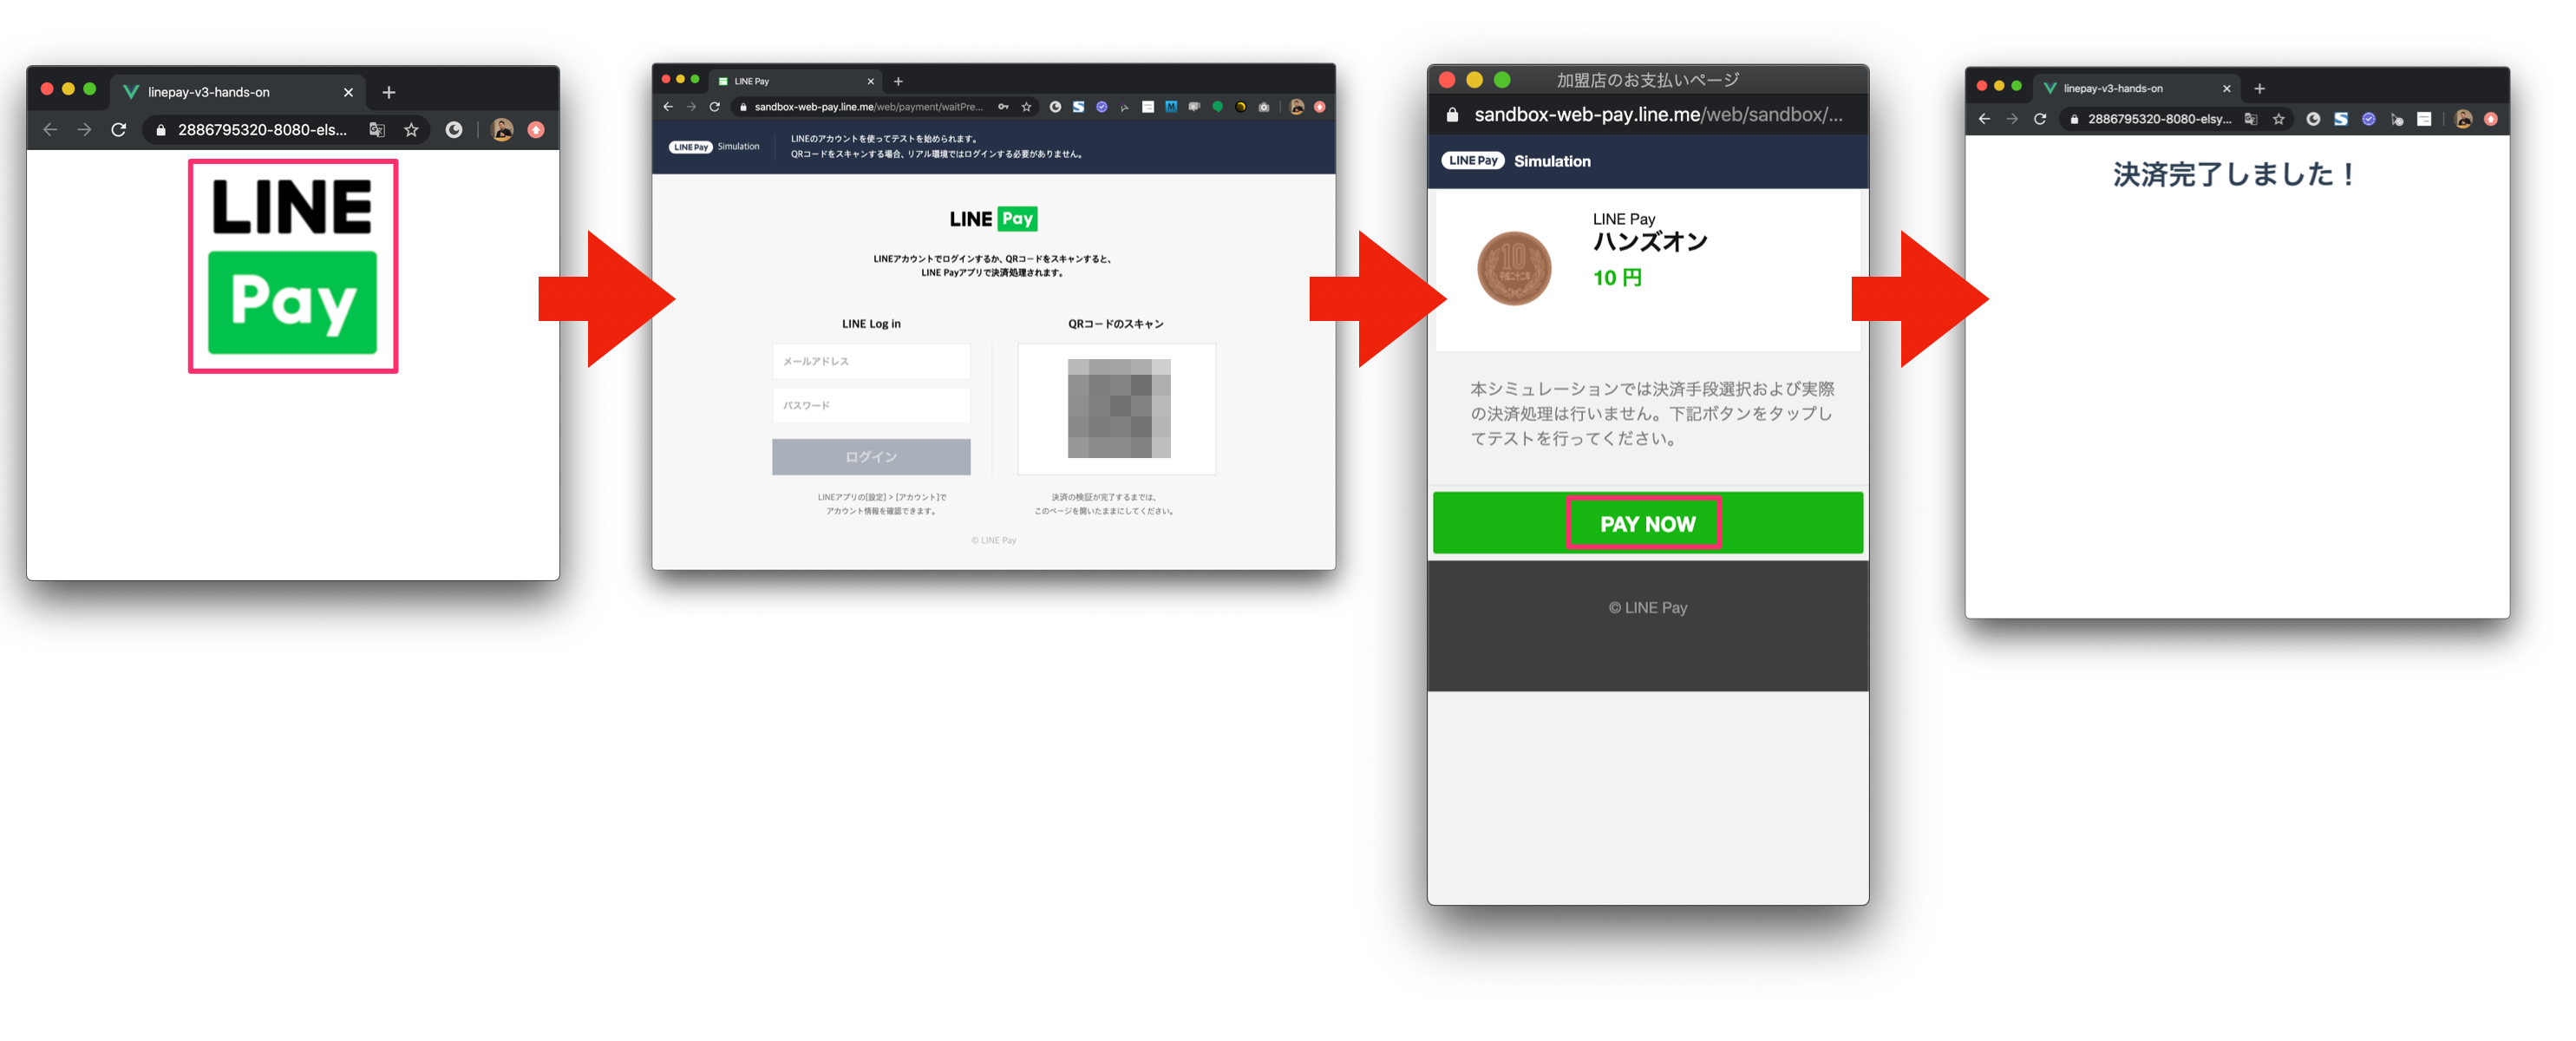 linepay-v3-hands-on
2886795320-8080-els...
LINE
Pay
LINE Pay
sandbox-web-pay.line.me/web/payment/waitPre...
LINE Pay Simulation
LINEのアカウントを使ってテストを始められます。
QRコードをスキャンする場合、リアル環境ではログインする必要がありません。
LINE Pay
LINEアカウントでログインするか、QRコードをスキャンすると、
LINE Payアプリで決済処理されます。
LINE Log in
メールアドレス
パスワード
ログイン
LINEアプリの[設定] > [アカウント]で
アカウント情報を確認できます。
QRコードのスキャン
決済の検証が完了するまでは、
このページを開いたままにしてください。
© LINE Pay
加盟店のお支払いページ
sandbox-web-pay.line.me/web/sandbox/...
LINE Pay Simulation
10
LINE Pay
ハンズオン
10 円
本シミュレーションでは決済手段選択および実際
の決済処理は行いません。下記ボタンをタップし
てテストを行ってください。
PAY NOW
© LINE Pay
linepay-v3-hands-on
2886795320-8080-elsy...
決済完了しました！